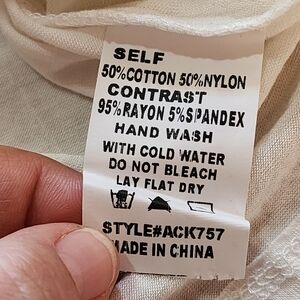 SELF
50%COTTON 50%NYLON
CONTRAST
95%RAYON 5%SPANDEX
HAND WASH
WITH COLD WATER
DO NOT BLEACH
LAY FLAT DRY
STYLE#ACK757
MADE IN CHINA